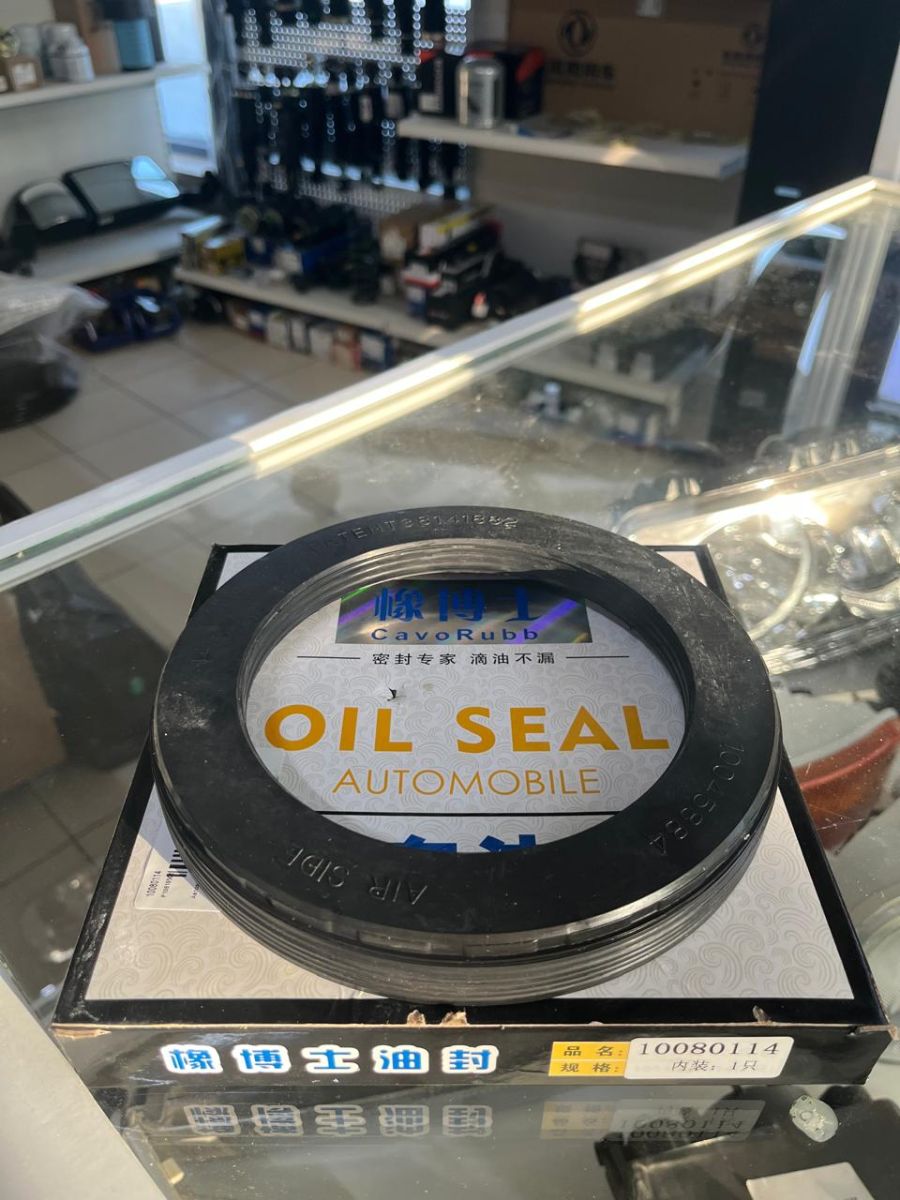 PATENT
橡博士
CavoRubb
密封专家 滴油不漏
OIL SEAL
AUTOMOBILE
10045884
AIR SIDE
10080114
橡博士油封
品名: 10080114
规格: 内装: 1只